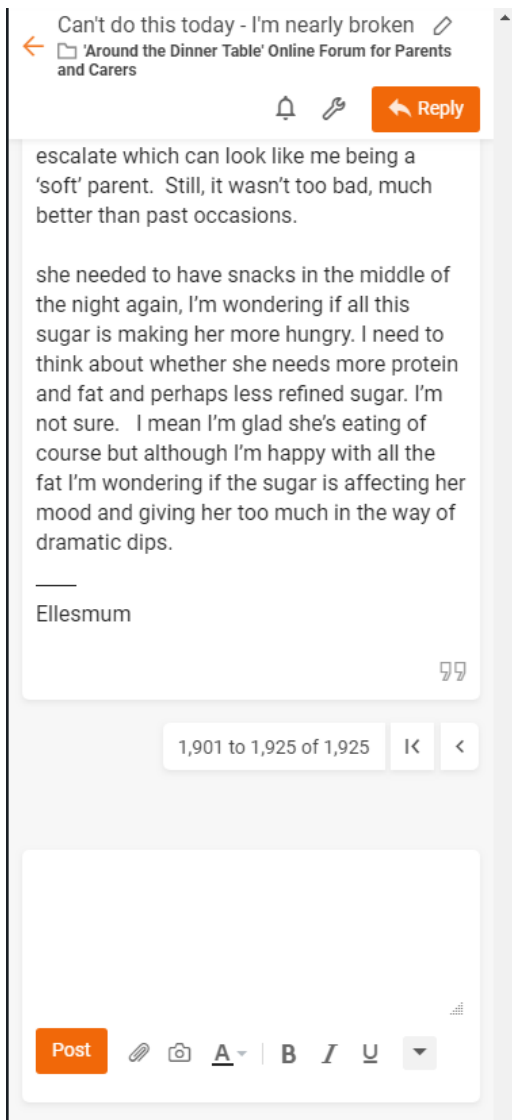 Can't do this today - I'm nearly broken
'Around the Dinner Table' Online Forum for Parents
and Carers
Reply
escalate which can look like me being a
‘soft’ parent.  Still, it wasn’t too bad, much
better than past occasions.
she needed to have snacks in the middle of
the night again, I’m wondering if all this
sugar is making her more hungry. I need to
think about whether she needs more protein
and fat and perhaps less refined sugar. I’m
not sure.   I mean I’m glad she’s eating of
course but although I’m happy with all the
fat I’m wondering if the sugar is affecting her
mood and giving her too much in the way of
dramatic dips.
Ellesmum
1,901 to 1,925 of 1,925
Post
A
B I U